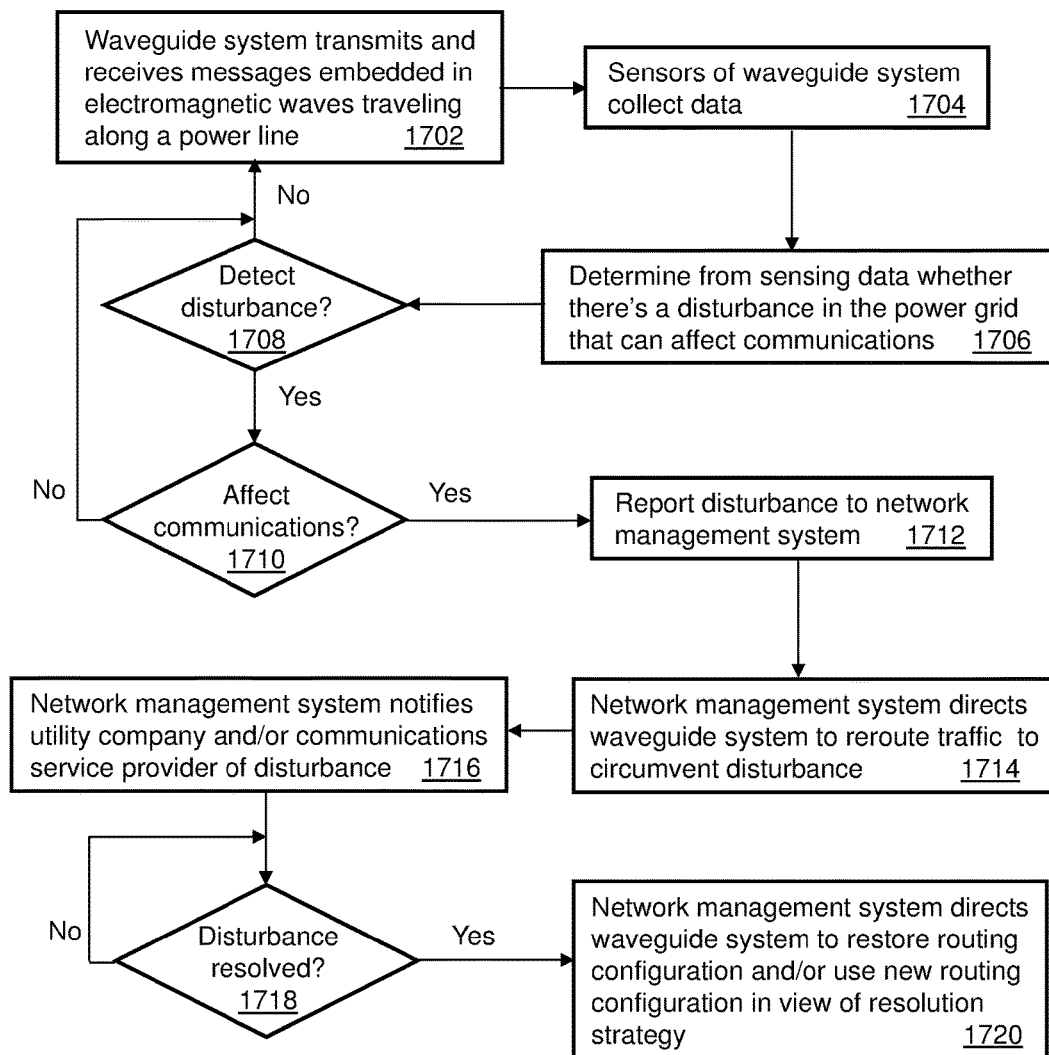 Waveguide system transmits and
receives messages embedded in
electromagnetic waves traveling
along a power line 1702
Sensors of waveguide system
collect data 1704
No
Detect
disturbance?
1708
Determine from sensing data whether
there's a disturbance in the power grid
that can affect communications 1706
Yes
No
Affect
communications?
1710
Yes
Report disturbance to network
management system 1712
Network management system notifies
utility company and/or communications
service provider of disturbance 1716
Network management system directs
waveguide system to reroute traffic to
circumvent disturbance 1714
No
Disturbance
resolved?
1718
Yes
Network management system directs
waveguide system to restore routing
configuration and/or use new routing
configuration in view of resolution
strategy 1720